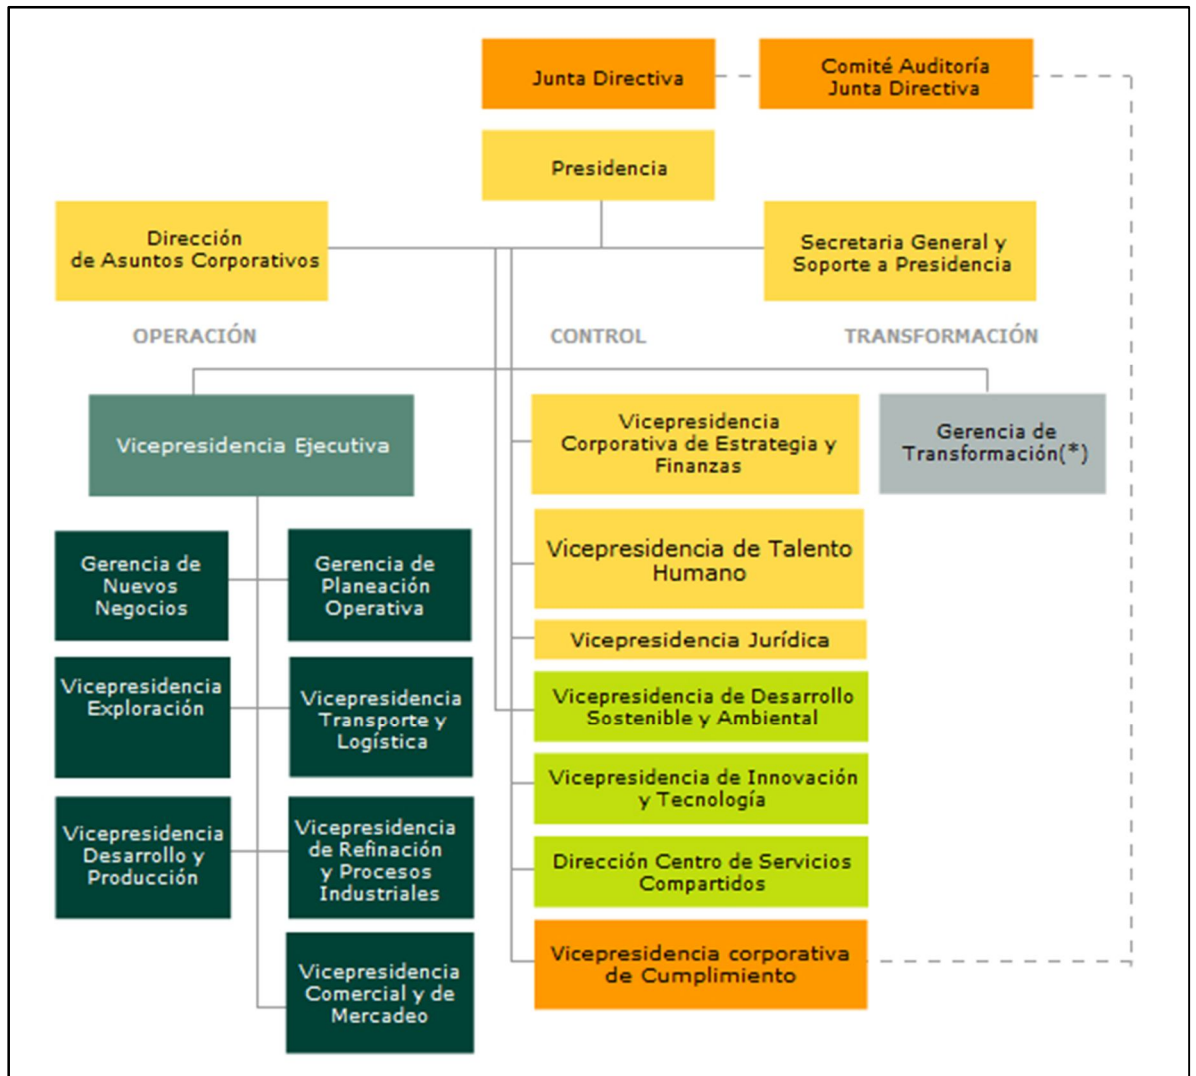 Junta Directiva
Comité Auditoría
Junta Directiva
Presidencia
Dirección
de Asuntos Corporativos
Secretaria General y
Soporte a Presidencia
OPERACIÓN
CONTROL
TRANSFORMACIÓN
Vicepresidencia Ejecutiva
Vicepresidencia
Corporativa de Estrategia y
Finanzas
Gerencia de
Transformación(*)
Gerencia de
Nuevos
Negocios
Gerencia de
Planeación
Operativa
Vicepresidencia
Exploración
Vicepresidencia
Transporte y
Logística
Vicepresidencia
Desarrollo y
Producción
Vicepresidencia
de Refinación
y Procesos
Industriales
Vicepresidencia
Comercial y de
Mercadeo
Vicepresidencia de Talento
Humano
Vicepresidencia Jurídica
Vicepresidencia de Desarrollo
Sostenible y Ambiental
Vicepresidencia de Innovación
y Tecnología
Dirección Centro de Servicios
Compartidos
Vicepresidencia corporativa
de Cumplimiento